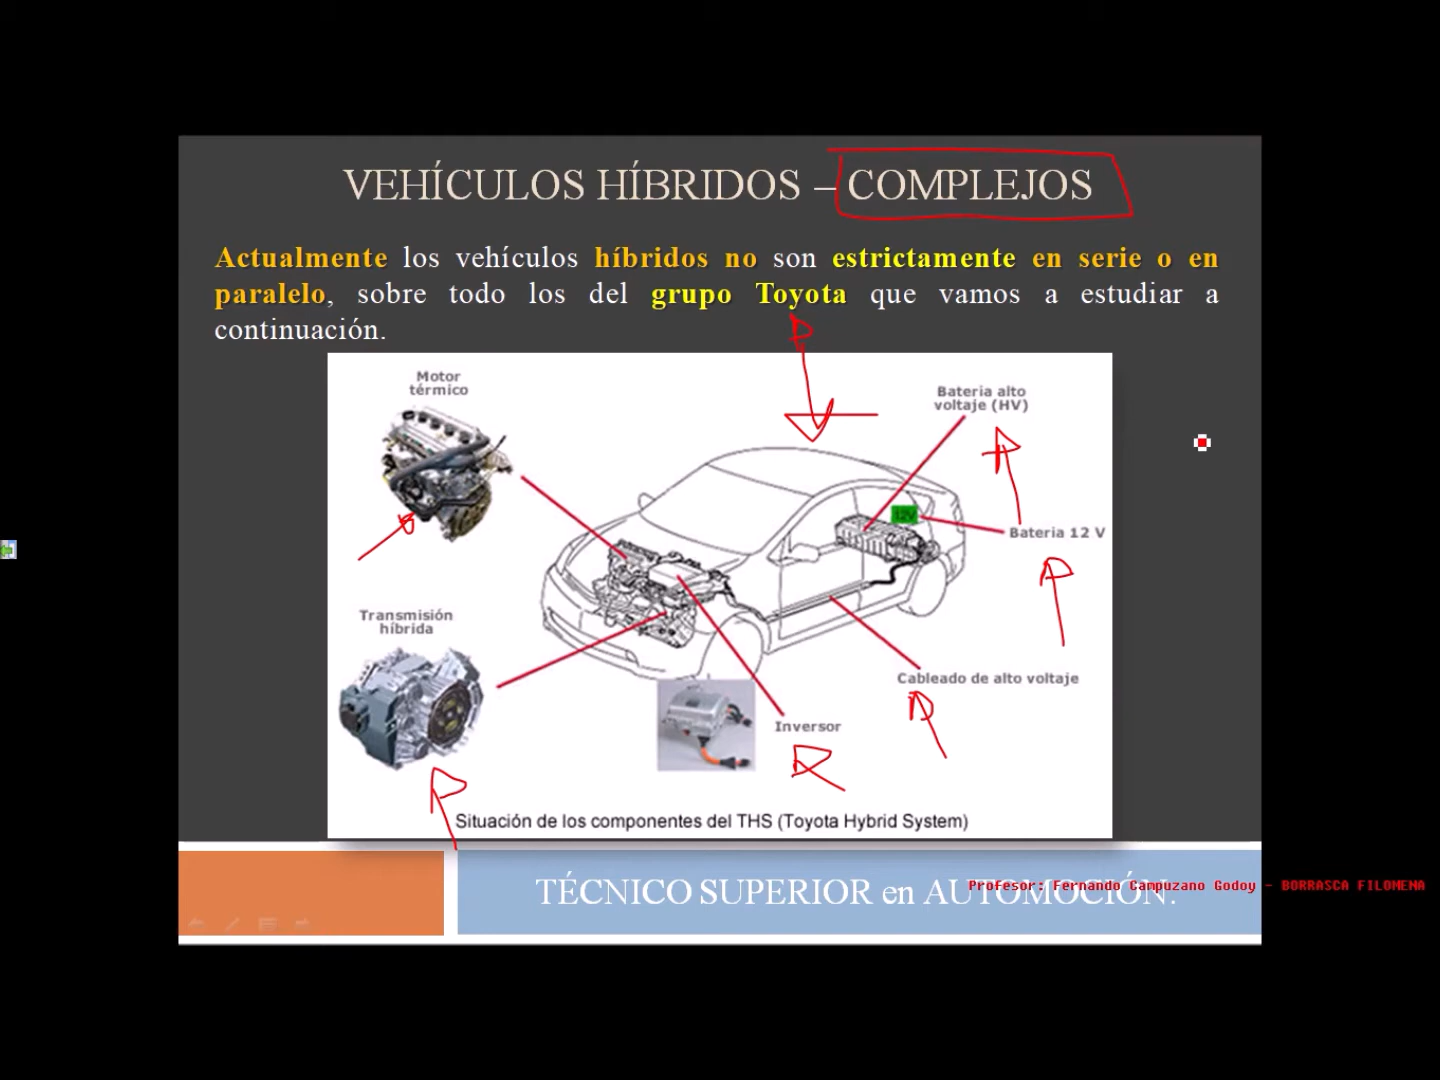 VEHÍCULOS HÍBRIDOS – COMPLEJOS
Actualmente los vehículos híbridos no son estrictamente en serie o en
paralelo, sobre todo los del grupo Toyota que vamos a estudiar a
continuación.
Motor
térmico
Bateria alto
voltaje (HV)
12V
Bateria 12 V
Transmisión
híbrida
Cableado de alto voltaje
Inversor
Situación de los componentes del THS (Toyota Hybrid System)
TÉCNICO SUPERIOR en AUTOMOCIÓN.
Profesor: Fernando Campuzano Godoy - BORRASCA FILOMENA